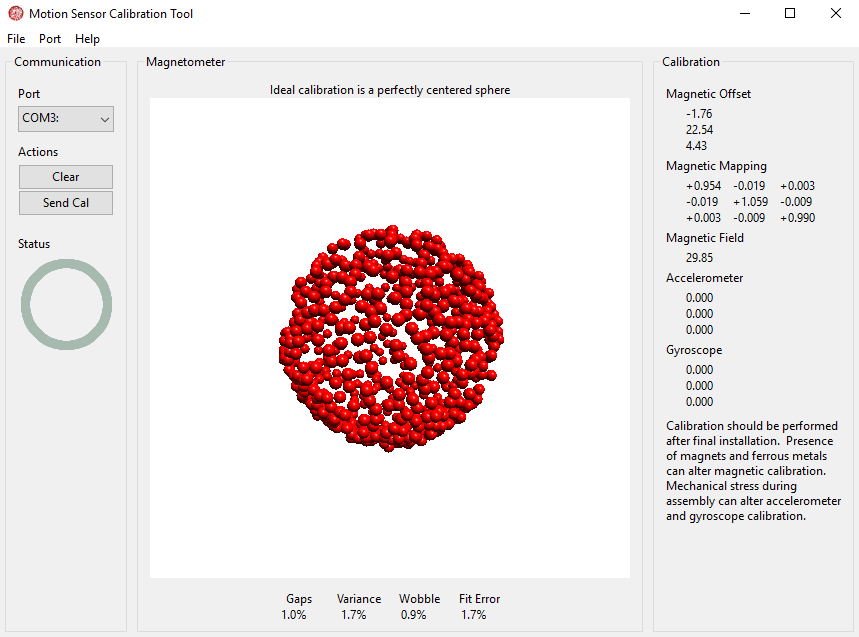 Motion Sensor Calibration Tool
File Port Help
Communication
Port
COM3:
Actions
Clear
Send Cal
Status
Magnetometer
Ideal calibration is a perfectly centered sphere
Gaps Variance Wobble Fit Error
1.0% 1.7% 0.9% 1.7%
Calibration
Magnetic Offset
-1.76
22.54
4.43
Magnetic Mapping
+0.954 -0.019 +0.003
-0.019 +1.059 -0.009
+0.003 -0.009 +0.990
Magnetic Field
29.85
Accelerometer
0.000
0.000
0.000
Gyroscope
0.000
0.000
0.000
Calibration should be performed
after final installation. Presence
of magnets and ferrous metals
can alter magnetic calibration.
Mechanical stress during
assembly can alter accelerometer
and gyroscope calibration.